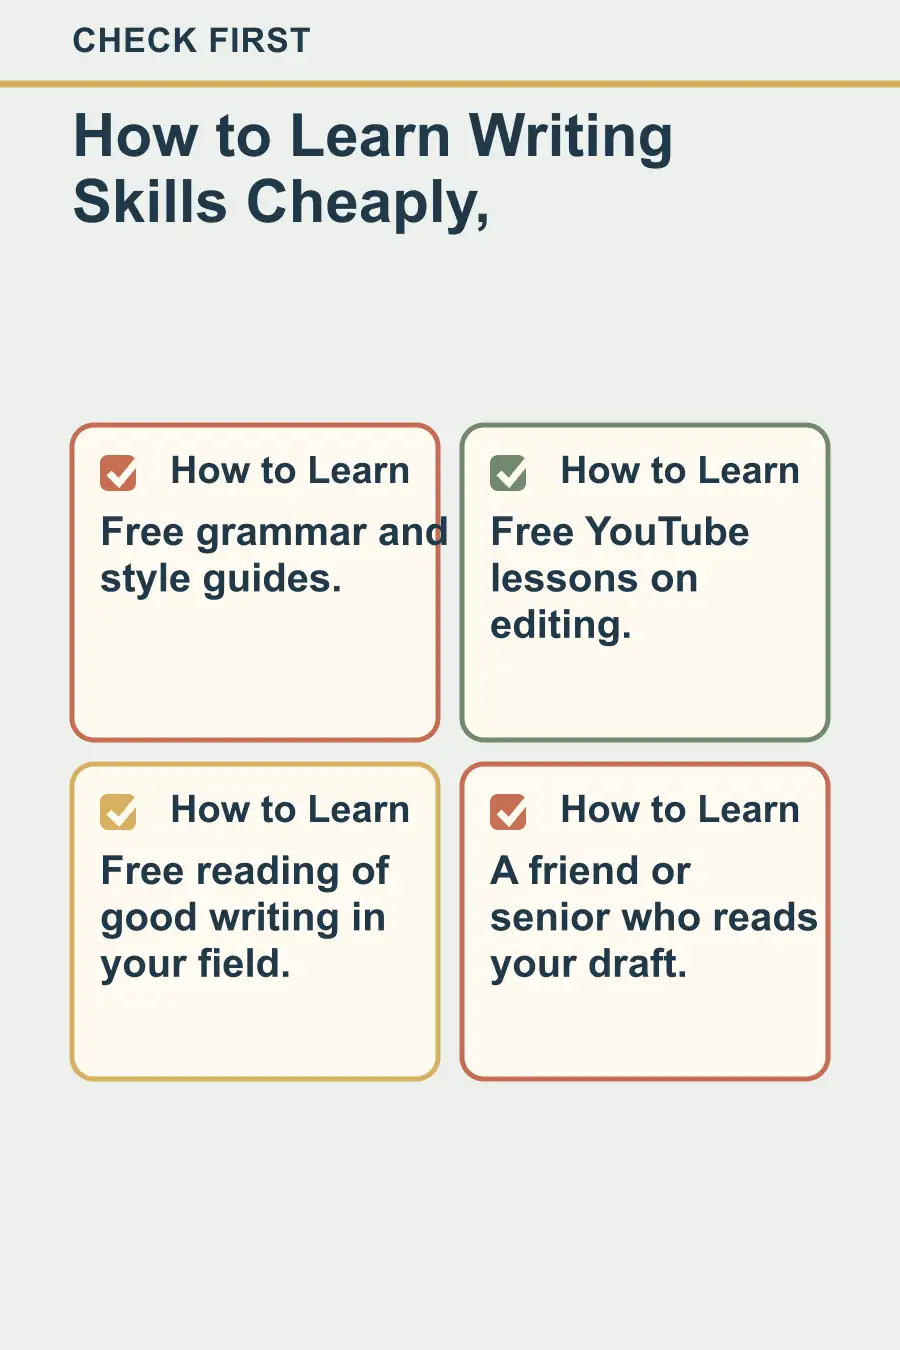 CHECK FIRST
How to Learn Writing
Skills Cheaply,
How to Learn
Free grammar and
style guides.
How to Learn
Free YouTube
lessons on
editing.
How to Learn
Free reading of
good writing in
your field.
How to Learn
A friend or
senior who reads
your draft.